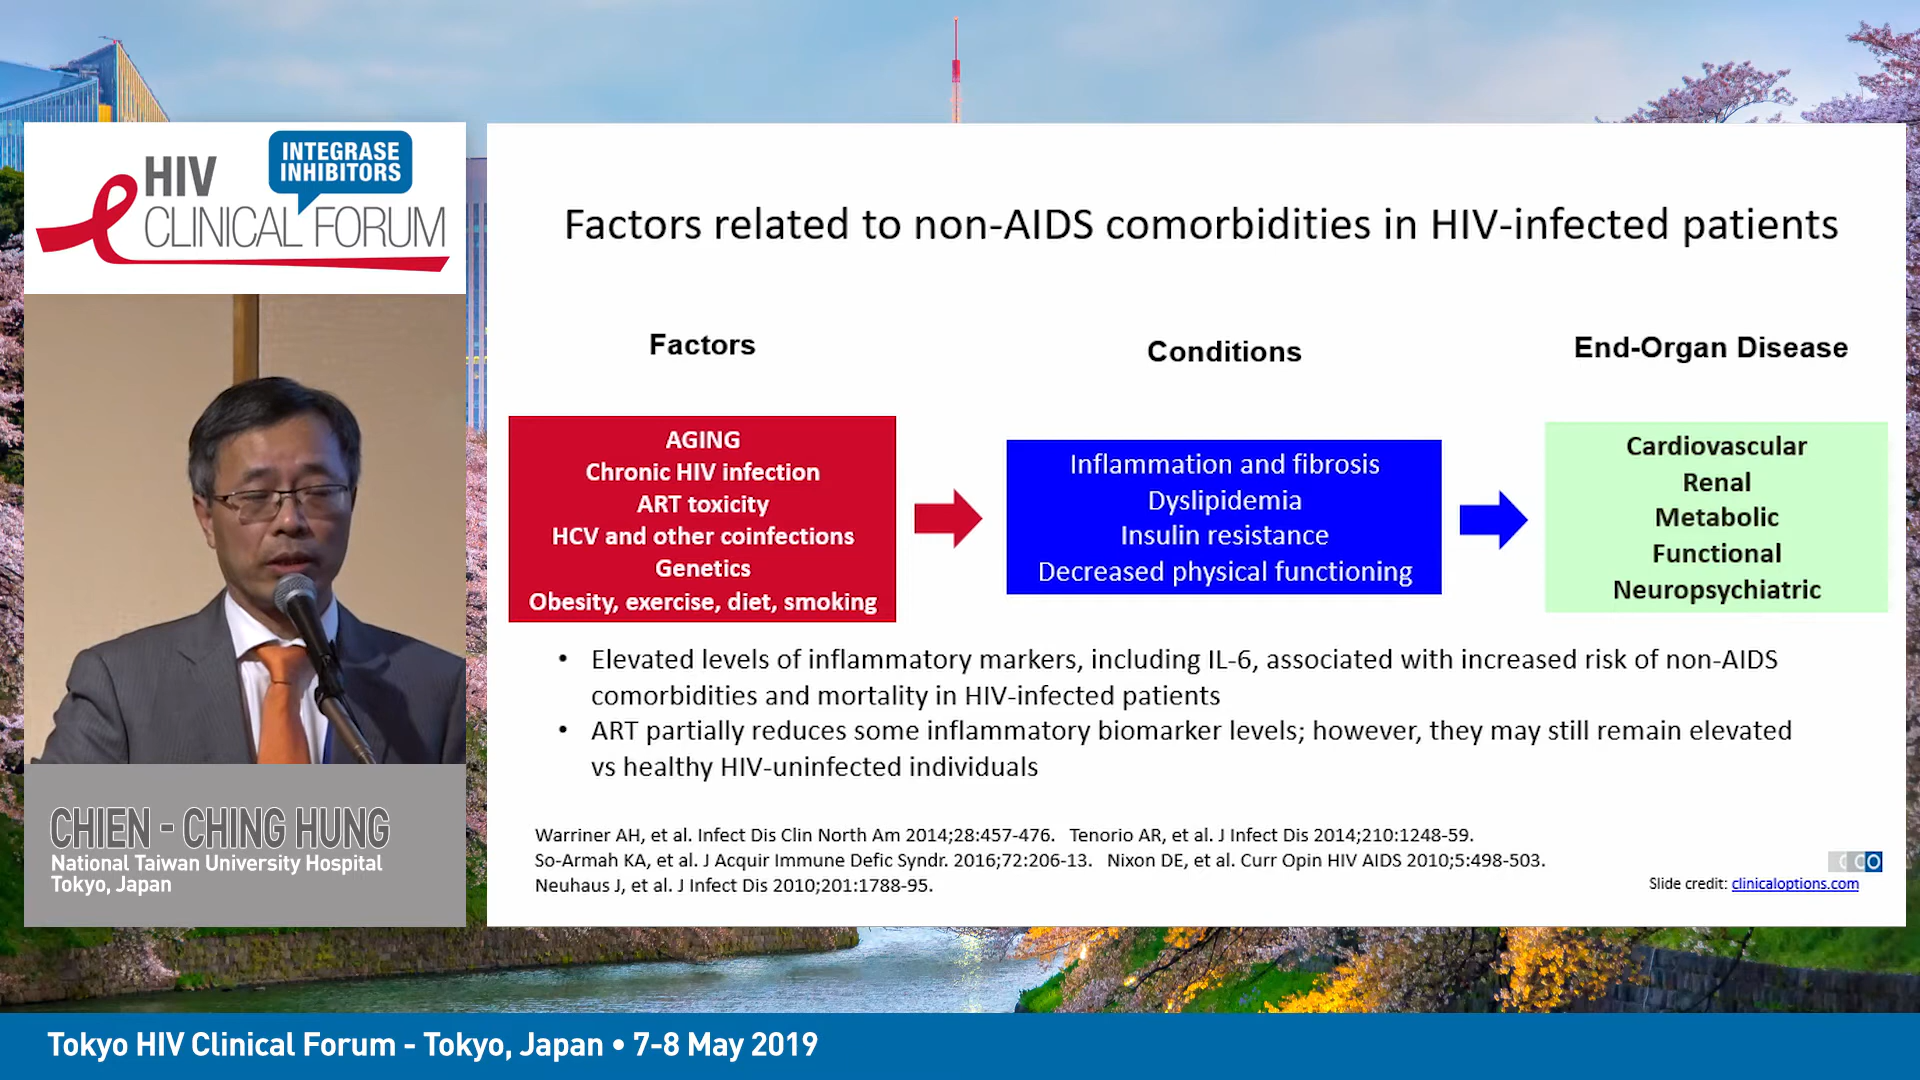 HIV
INTEGRASE
INHIBITORS
CLINICAL FORUM
CHIEN - CHING HUNG
National Taiwan University Hospital
Tokyo, Japan
Factors related to non-AIDS comorbidities in HIV-infected patients
Factors
AGING
Chronic HIV infection
ART toxicity
HCV and other coinfections
Genetics
Obesity, exercise, diet, smoking
Conditions
Inflammation and fibrosis
Dyslipidemia
Insulin resistance
Decreased physical functioning
End-Organ Disease
Cardiovascular
Renal
Metabolic
Functional
Neuropsychiatric
• Elevated levels of inflammatory markers, including IL-6, associated with increased risk of non-AIDS
comorbidities and mortality in HIV-infected patients
• ART partially reduces some inflammatory biomarker levels; however, they may still remain elevated
vs healthy HIV-uninfected individuals
Warriner AH, et al. Infect Dis Clin North Am 2014;28:457-476. Tenorio AR, et al. J Infect Dis 2014;210:1248-59.
So-Armah KA, et al. J Acquir Immune Defic Syndr. 2016;72:206-13. Nixon DE, et al. Curr Opin HIV AIDS 2010;5:498-503.
Neuhaus J, et al. J Infect Dis 2010;201:1788-95.
CCO
Slide credit: clinicaloptions.com
Tokyo HIV Clinical Forum - Tokyo, Japan • 7-8 May 2019